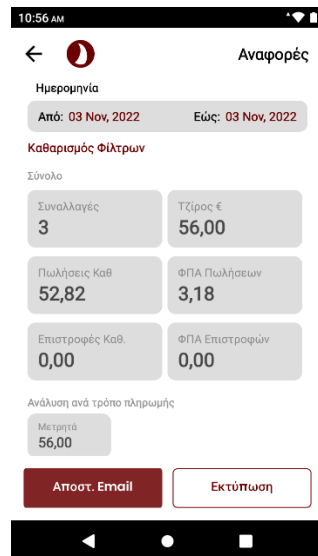 10:56 AM
Αναφορές
Ημερομηνία
Από: 03 Nov, 2022 Εώς: 03 Nov, 2022
Καθαρισμός Φίλτρων
Σύνολο
Συναλλαγές Τζίρος €
3 56,00
Πωλήσεις Καθ ΦΠΑ Πωλήσεων
52,82 3,18
Επιστροφές Καθ. ΦΠΑ Επιστροφών
0,00 0,00
Ανάλυση ανά τρόπο πληρωμής
Μετρητά
56,00
Αποστ. Email Εκτύπωση